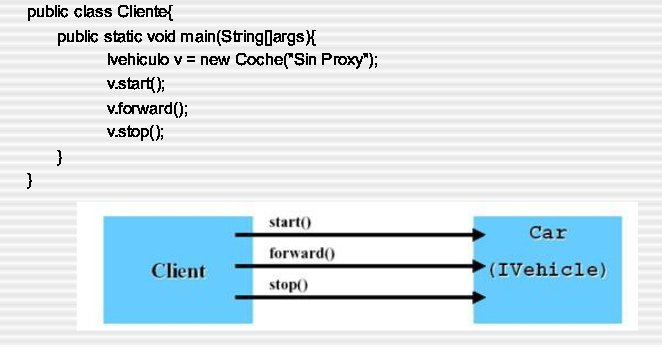 public class Cliente{
public static void main(String[]args){
Ivehiculo v = new Coche("Sin Proxy");
v.start();
v.forward();
v.stop();
}
}
start()
Car
forward()
Client
(IVehicle)
stop()